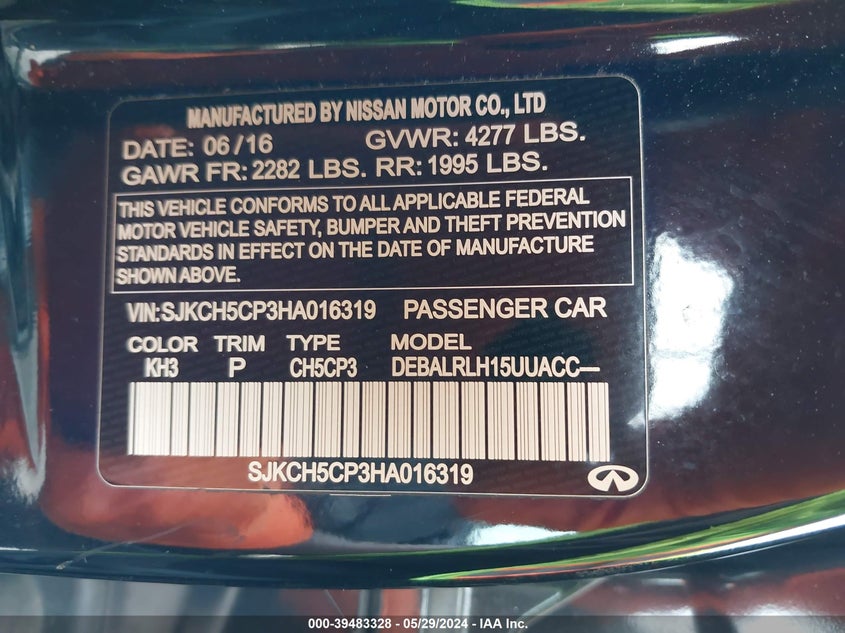 MANUFACTURED BY NISSAN MOTOR CO., LTD
DATE: 06/16 GVWR: 4277 LBS.
GAWR FR: 2282 LBS. RR: 1995 LBS.
THIS VEHICLE CONFORMS TO ALL APPLICABLE FEDERAL
MOTOR VEHICLE SAFETY, BUMPER AND THEFT PREVENTION
STANDARDS IN EFFECT ON THE DATE OF MANUFACTURE
SHOWN ABOVE.
VIN:SJKCH5CP3HA016319 PASSENGER CAR
COLOR TRIM TYPE MODEL
KH3 P CH5CP3 DEBALRLH15UUACC—
SJKCH5CP3HA016319
000-39483328 - 05/29/2024 - IAA Inc.